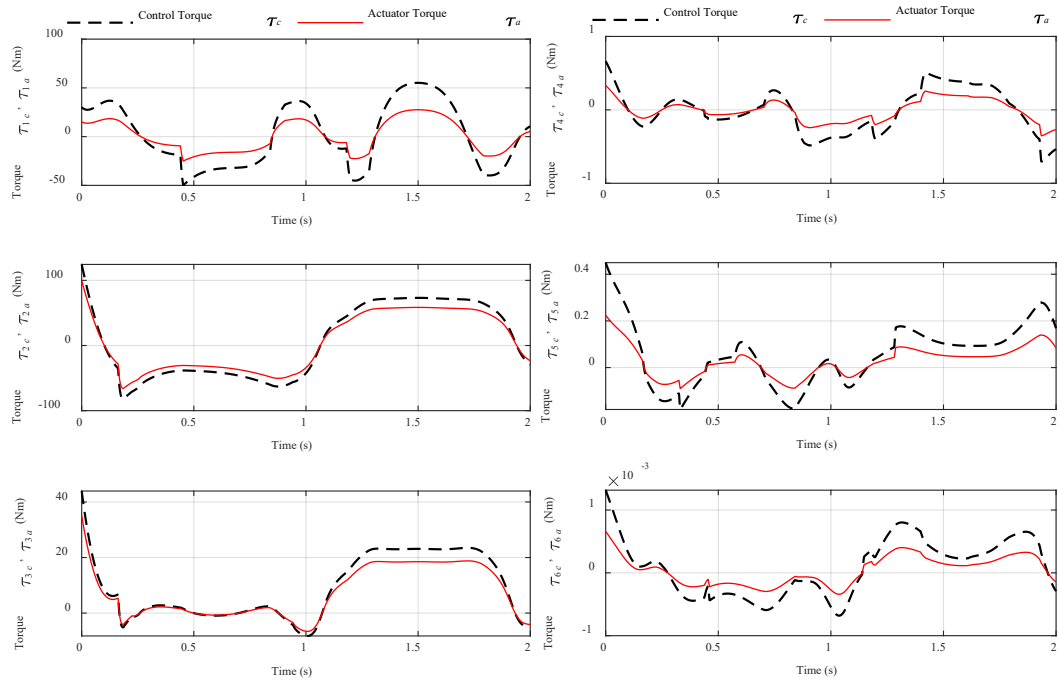 Control Torque τc Actuator Torque τa
100
50
0
-50
0 0.5 1 1.5 2
Time (s)
Torque τ1c, τ1a (Nm)
100
0
-100
0 0.5 1 1.5 2
Time (s)
Torque τ2c, τ2a (Nm)
40
20
0
0 0.5 1 1.5 2
Time (s)
Torque τ3c, τ3a (Nm)
Control Torque τc Actuator Torque τa
1
0
-1
0 0.5 1 1.5 2
Time (s)
Torque τ4c, τ4a (Nm)
0.4
0.2
0
0 0.5 1 1.5 2
Time (s)
Torque τ5c, τ5a (Nm)
× 10 -3
1
0
-1
0 0.5 1 1.5 2
Time (s)
Torque τ6c, τ6a (Nm)